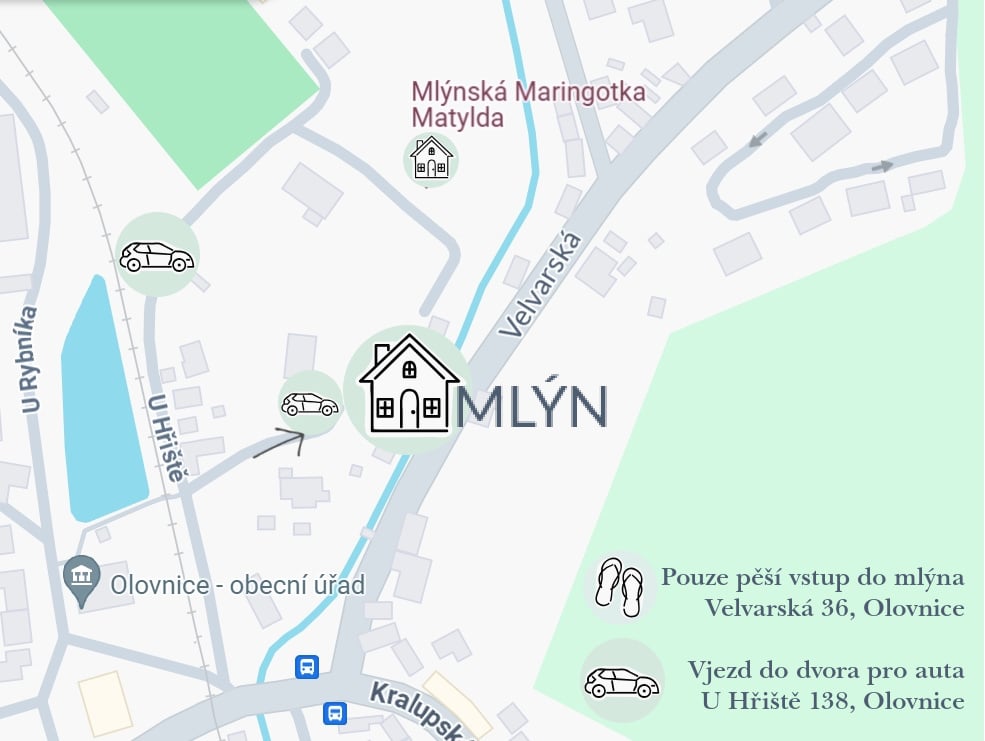 Mlýnská Maringotka
Matylda
Velvarská
U Rybníka
MLÝN
U Hřiště
Olovnice - obecní úřad
Pouze pěší vstup do mlýna
Velvarská 36, Olovnice
Vjezd do dvora pro auta
U Hřiště 138, Olovnice
Kralupská